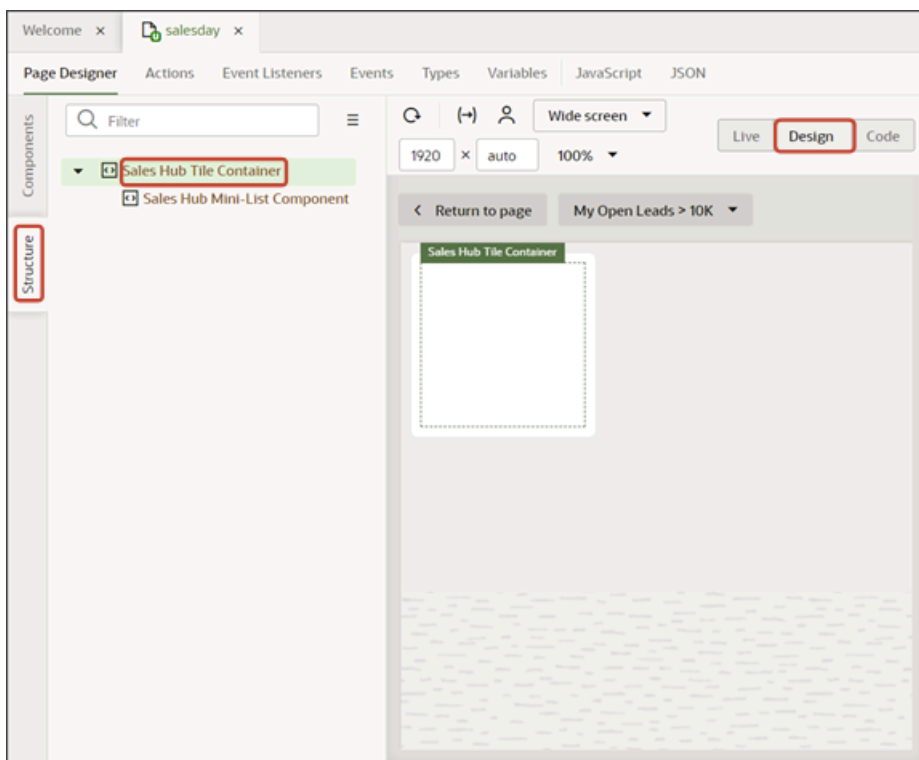 Welcome × salesday ×
Page Designer Actions Event Listeners Events Types Variables JavaScript JSON
Components
Structure
Filter
Sales Hub Tile Container
Sales Hub Mini-List Component
Wide screen
Live Design Code
1920 × auto 100%
Return to page My Open Leads > 10K
Sales Hub Tile Container